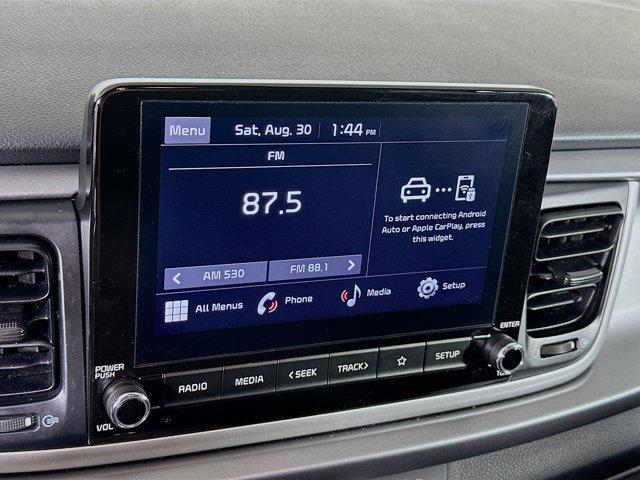 Menu Sat, Aug. 30 1:44 PM
FM
87.5
To start connecting Android
Auto or Apple CarPlay, press
this widget.
< AM 530 FM 88.1 >
All Menus Phone Media Setup
POWER
PUSH
VOL
RADIO MEDIA < SEEK TRACK > SETUP
ENTER